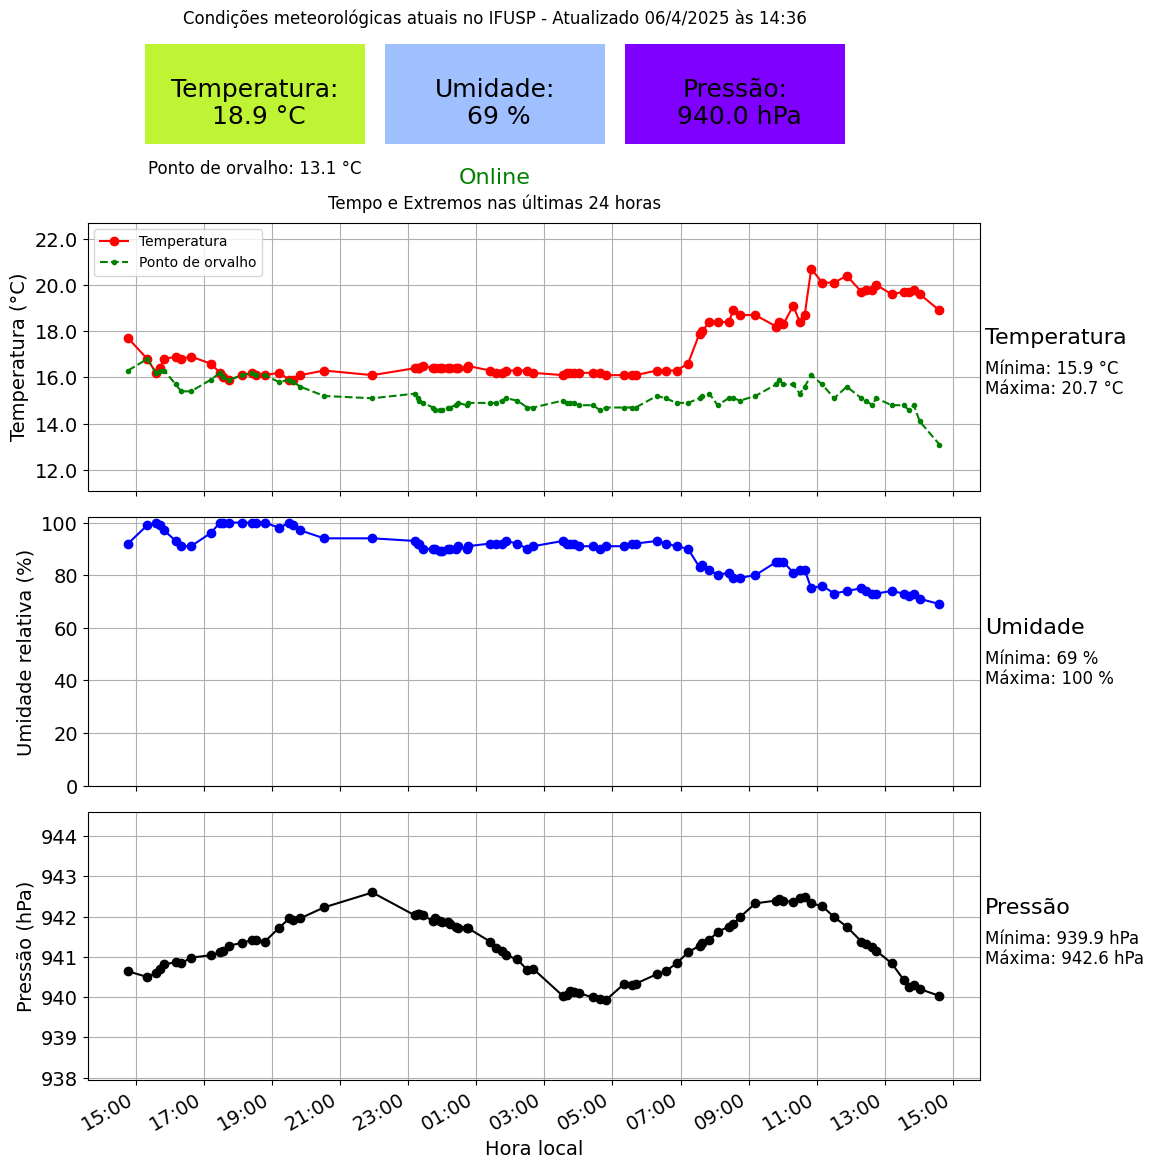 Condições meteorológicas atuais no IFUSP - Atualizado 06/4/2025 às 14:36
Temperatura:
18.9 °C
Umidade:
69 %
Pressão:
940.0 hPa
Ponto de orvalho: 13.1 °C
Online
Tempo e Extremos nas últimas 24 horas
Temperatura (°C)
22.0
20.0
18.0
16.0
14.0
12.0
Temperatura
Ponto de orvalho
Temperatura
Mínima: 15.9 °C
Máxima: 20.7 °C
Umidade relativa (%)
100
80
60
40
20
0
Umidade
Mínima: 69 %
Máxima: 100 %
Pressão (hPa)
944
943
942
941
940
939
938
Pressão
Mínima: 939.9 hPa
Máxima: 942.6 hPa
15:00 17:00 19:00 21:00 23:00 01:00 03:00 05:00 07:00 09:00 11:00 13:00 15:00
Hora local